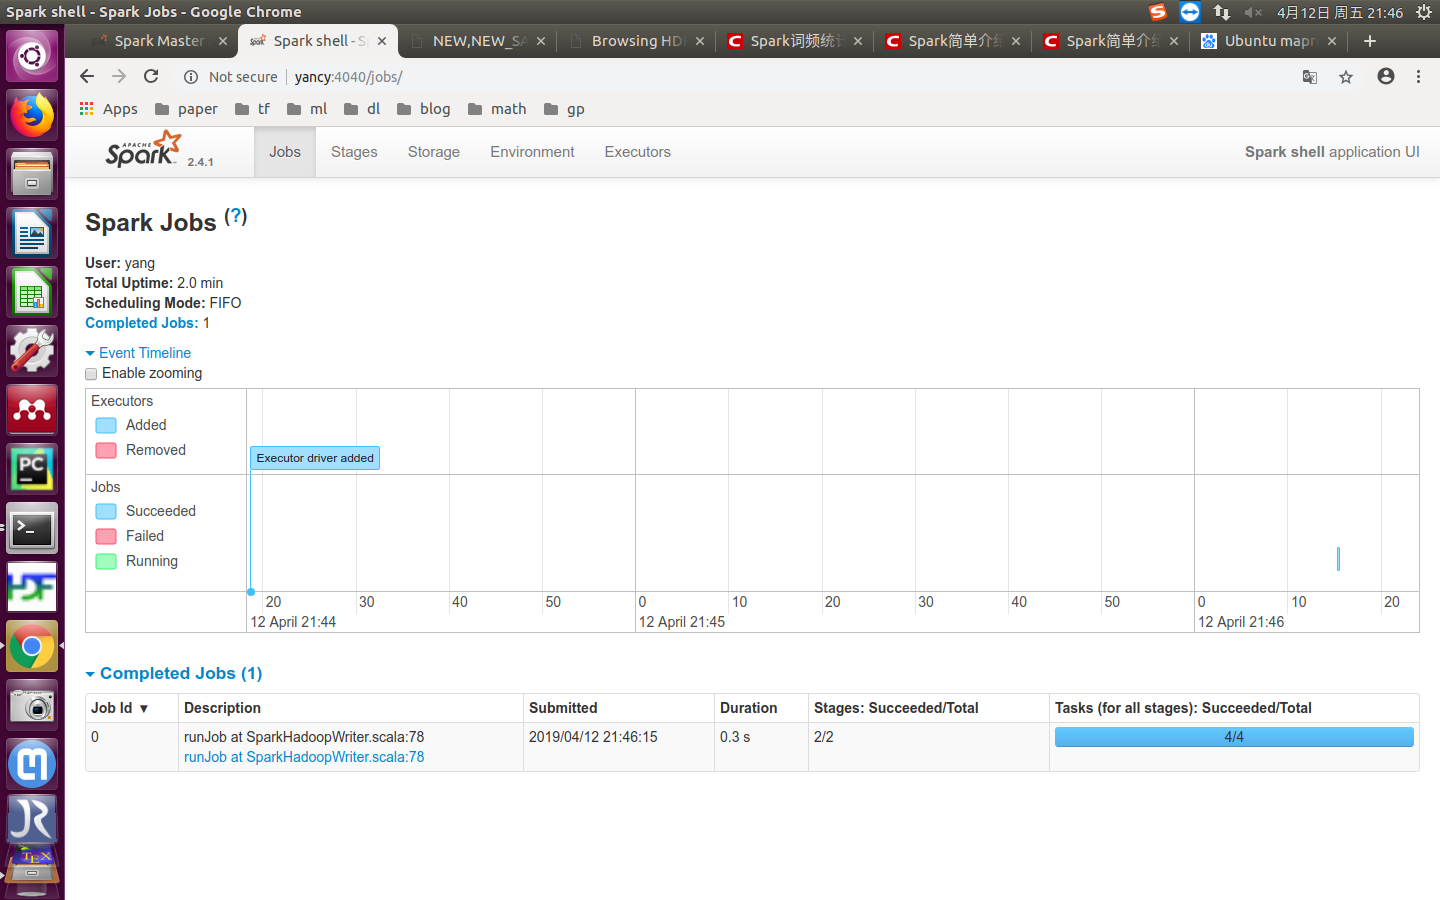 Spark shell - Spark Jobs - Google Chrome
4月12日 周五 21:46
Spark Master
Spark shell - S
NEW,NEW_SA
Browsing HD
Spark词频统计
Spark简单介绍
Spark简单介绍
Ubuntu mapr
Not secure yancy:4040/jobs/
Apps paper tf ml dl blog math gp
APACHE
Spark 2.4.1
Jobs Stages Storage Environment Executors
Spark shell application UI
Spark Jobs (?)
User: yang
Total Uptime: 2.0 min
Scheduling Mode: FIFO
Completed Jobs: 1
Event Timeline
Enable zooming
Executors
Added
Removed
Executor driver added
Jobs
Succeeded
Failed
Running
20 30 40 50 0 10 20 30 40 50 0 10 20
12 April 21:44 12 April 21:45 12 April 21:46
Completed Jobs (1)
Job Id ▼ Description Submitted Duration Stages: Succeeded/Total Tasks (for all stages): Succeeded/Total
0 runJob at SparkHadoopWriter.scala:78 2019/04/12 21:46:15 0.3 s 2/2 4/4
runJob at SparkHadoopWriter.scala:78
PC
HDF
JR
TEX